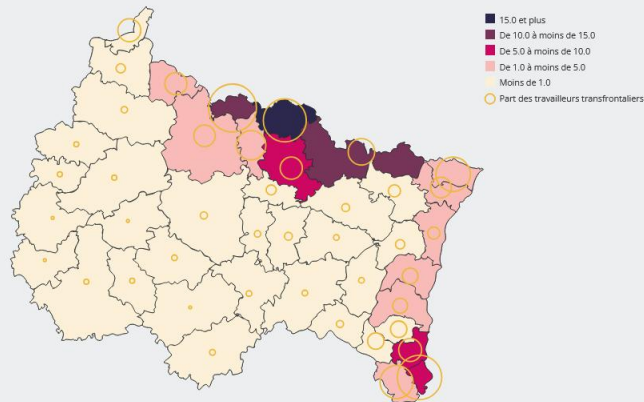 15.0 et plus
De 10.0 à moins de 15.0
De 5.0 à moins de 10.0
De 1.0 à moins de 5.0
Moins de 1.0
Part des travailleurs transfrontaliers